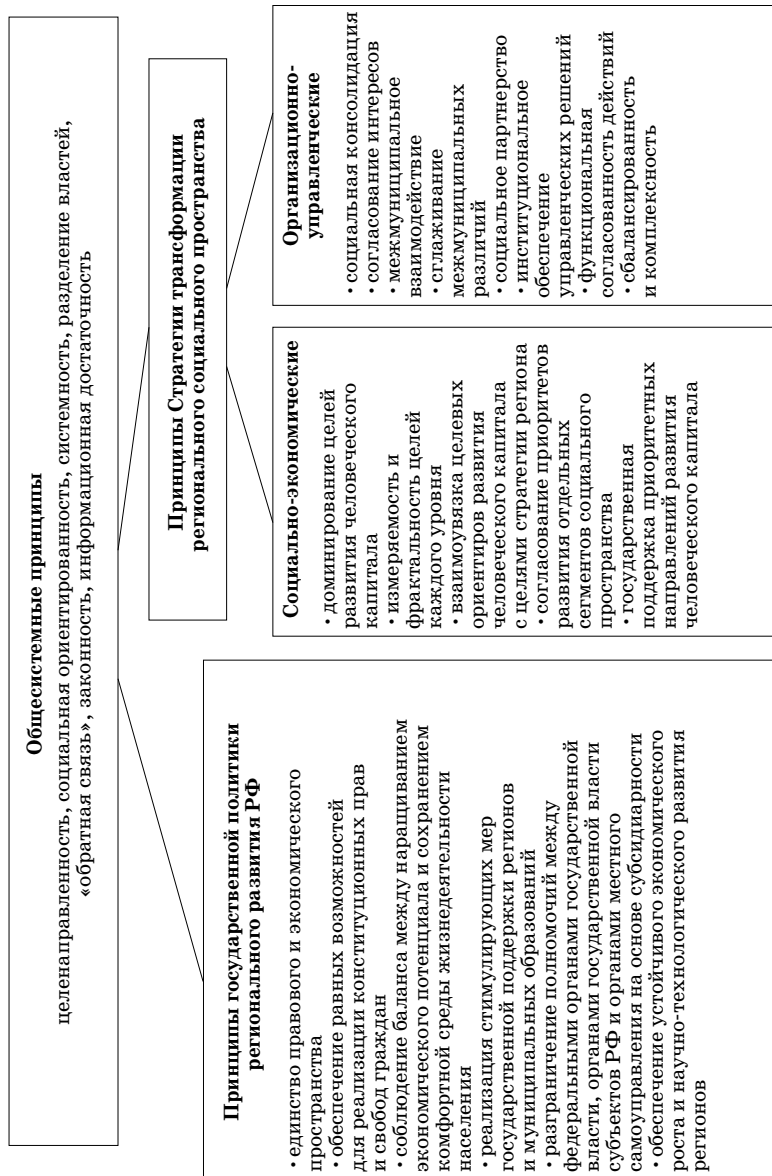 Общесистемные принципы
целенаправленность, социальная ориентированность, системность, разделение властей,
«обратная связь», законность, информационная достаточность
Принципы государственной политики
регионального развития РФ
• единство правового и экономического
пространства
• обеспечение равных возможностей
для реализации конституционных прав
и свобод граждан
• соблюдение баланса между наращиванием
экономического потенциала и сохранением
комфортной среды жизнедеятельности
населения
• реализация стимулирующих мер
государственной поддержки регионов
и муниципальных образований
• разграничение полномочий между
федеральными органами государственной
власти, органами государственной власти
субъектов РФ и органами местного
самоуправления на основе субсидиарности
• обеспечение устойчивого экономического
роста и научно-технологического развития
регионов
Принципы Стратегии трансформации
регионального социального пространства
Социально-экономические
• доминирование целей
развития человеческого
капитала
• измеряемость и
фрактальность целей
каждого уровня
• взаимоувязка целевых
ориентиров развития
человеческого капитала
с целями стратегии региона
• согласование приоритетов
развития отдельных
сегментов социального
пространства
• государственная
поддержка приоритетных
направлений развития
человеческого капитала
Организационно-
управленческие
• социальная консолидация
• согласование интересов
• межмуниципальное
взаимодействие
• сглаживание
межмуниципальных
различий
• социальное партнерство
• институциональное
обеспечение
управленческих решений
• функциональная
согласованность действий
• сбалансированность
и комплексность